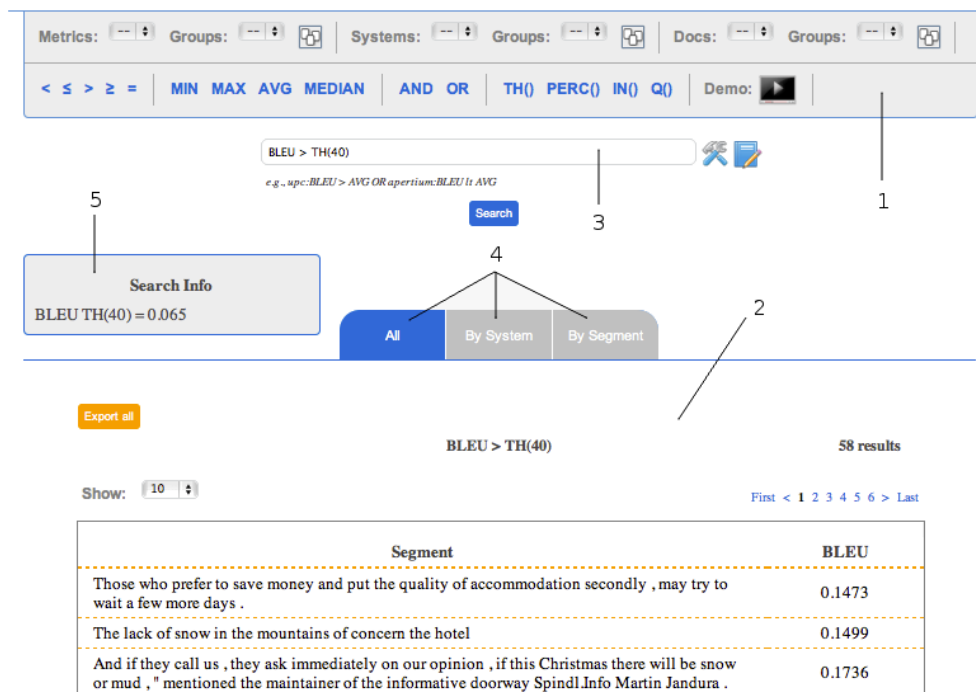 Metrics: -- Groups: -- Systems: -- Groups: -- Docs: -- Groups: --
< ≤ > ≥ = MIN MAX AVG MEDIAN AND OR TH() PERC() IN() Q() Demo:
BLEU > TH(40)
e.g., upc:BLEU > AVG OR apertium:BLEU lt AVG
1
3
Search
5
4
Search Info
BLEU TH(40) = 0.065
2
All By System By Segment
Export all
BLEU > TH(40) 58 results
Show: 10 First < 1 2 3 4 5 6 > Last
Segment BLEU
Those who prefer to save money and put the quality of accommodation secondly , may try to
wait a few more days .
0.1473
The lack of snow in the mountains of concern the hotel 0.1499
And if they call us , they ask immediately on our opinion , if this Christmas there will be snow
or mud , " mentioned the maintainer of the informative doorway Spindl.Info Martin Jandura .
0.1736